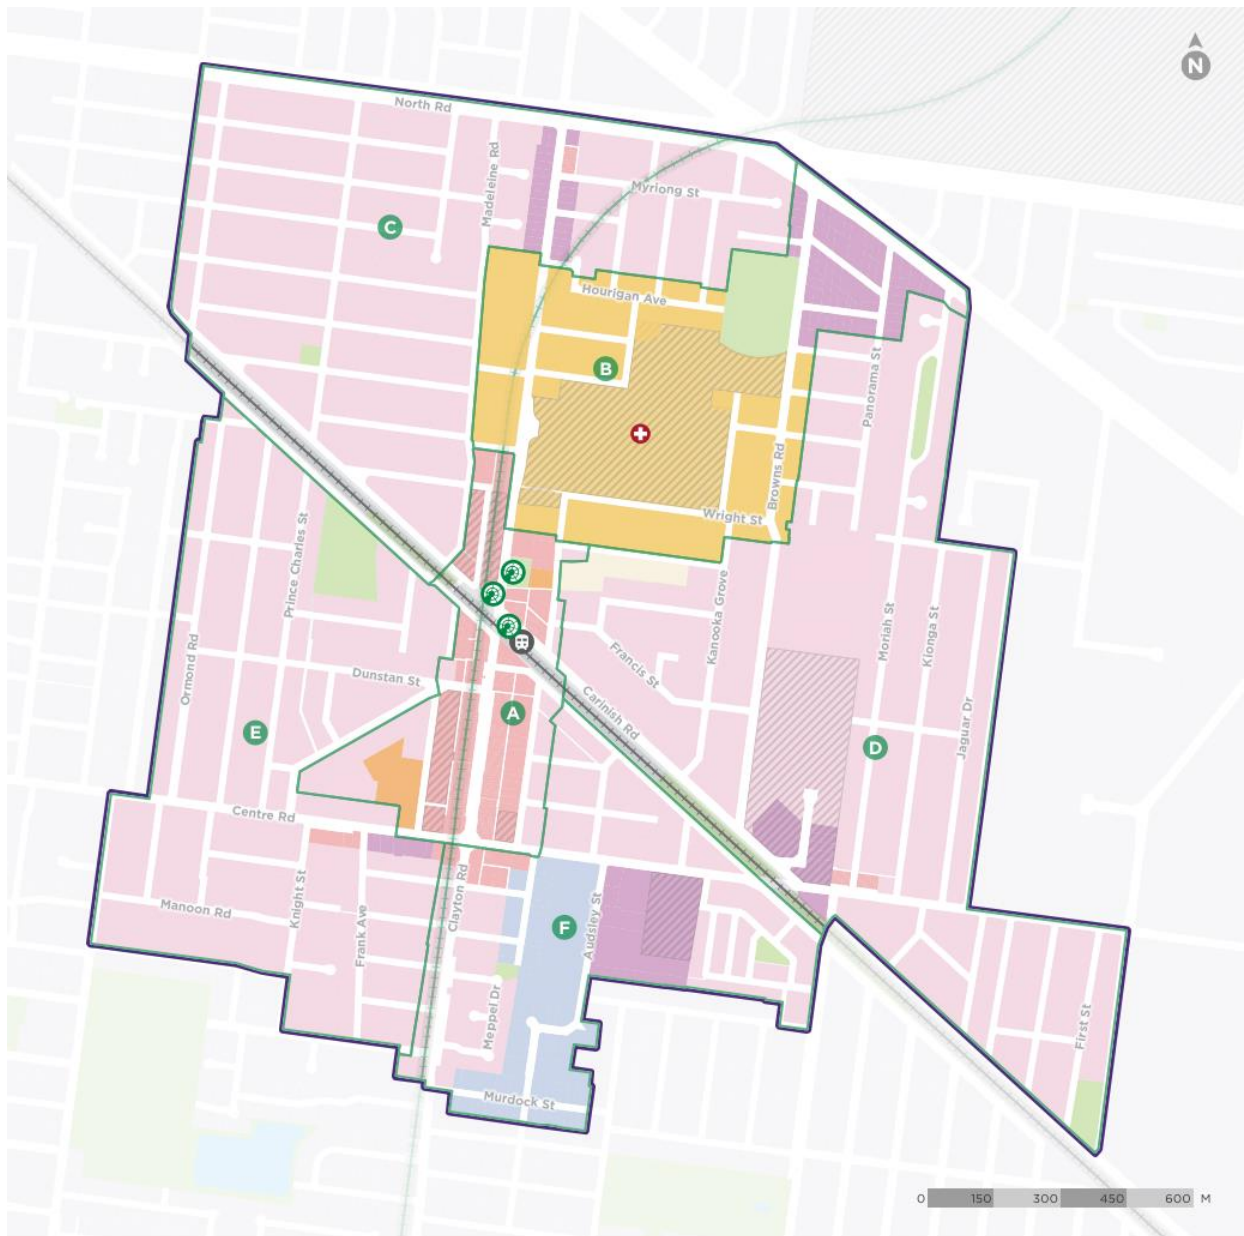 N
North Rd
Madeleine Rd
Myriong St
C
Hourigan Ave
B
Panorama St
Browns Rd
Wright St
Prince Charles St
Kanooka Grove
Moriah St
Kionga St
Ormond Rd
Francis St
Dunstan St
Carinish Rd
Jaguar Dr
A
E
D
Centre Rd
Clayton Rd
Knight St
Manoon Rd
Frank Ave
Audsley St
F
Meppel Dr
First St
Murdock St
0 150 300 450 600 M